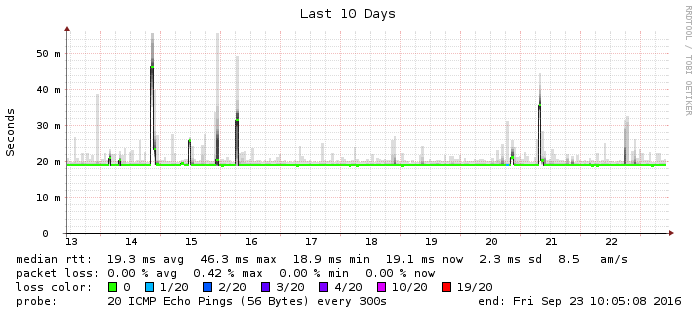 Last 10 Days
RRDTOOL / TOBI OETIKER
Seconds
50 m
40 m
30 m
20 m
10 m
0
13 14 15 16 17 18 19 20 21 22
median rtt: 19.3 ms avg 46.3 ms max 18.9 ms min 19.1 ms now 2.3 ms sd 8.5 am/s
packet loss: 0.00 % avg 0.42 % max 0.00 % min 0.00 % now
loss color: 0 1/20 2/20 3/20 4/20 10/20 19/20
probe: 20 ICMP Echo Pings (56 Bytes) every 300s end: Fri Sep 23 10:05:08 2016